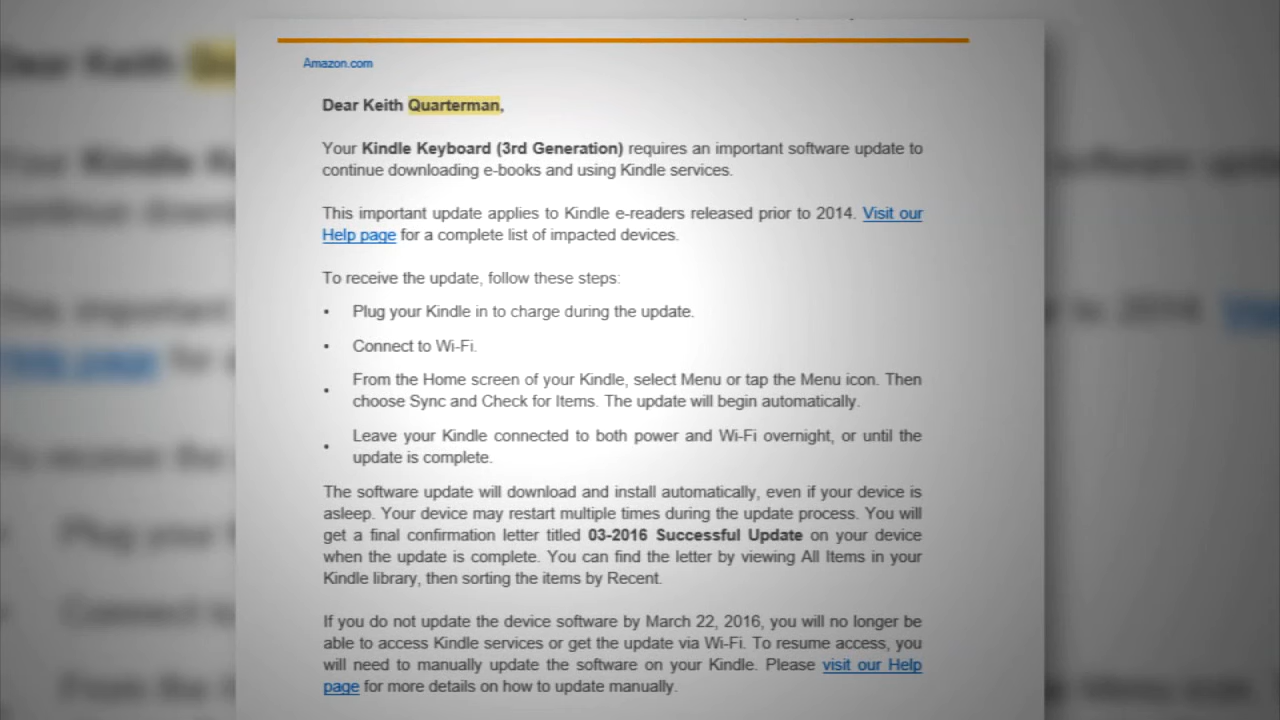 Amazon.com
Dear Keith Quarterman,
Your Kindle Keyboard (3rd Generation) requires an important software update to
continue downloading e-books and using Kindle services.
This important update applies to Kindle e-readers released prior to 2014. Visit our
Help page for a complete list of impacted devices.
To receive the update, follow these steps:
• Plug your Kindle in to charge during the update.
• Connect to Wi-Fi.
• From the Home screen of your Kindle, select Menu or tap the Menu icon. Then
choose Sync and Check for Items. The update will begin automatically.
• Leave your Kindle connected to both power and Wi-Fi overnight, or until the
update is complete.
The software update will download and install automatically, even if your device is
asleep. Your device may restart multiple times during the update process. You will
get a final confirmation letter titled 03-2016 Successful Update on your device
when the update is complete. You can find the letter by viewing All Items in your
Kindle library, then sorting the items by Recent.
If you do not update the device software by March 22, 2016, you will no longer be
able to access Kindle services or get the update via Wi-Fi. To resume access, you
will need to manually update the software on your Kindle. Please visit our Help
page for more details on how to update manually.